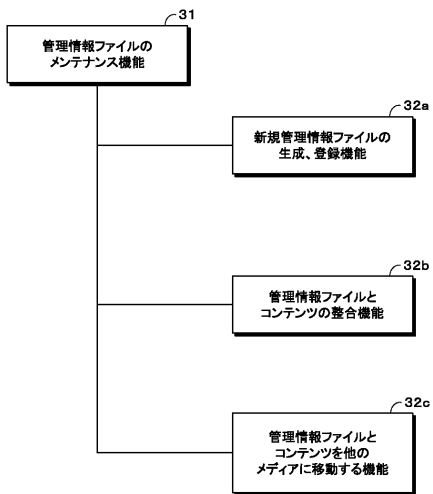 31
管理情報ファイルの
メンテナンス機能
32a
新規管理情報ファイルの
生成、登録機能
32b
管理情報ファイルと
コンテンツの整合機能
32c
管理情報ファイルと
コンテンツを他の
メディアに移動する機能